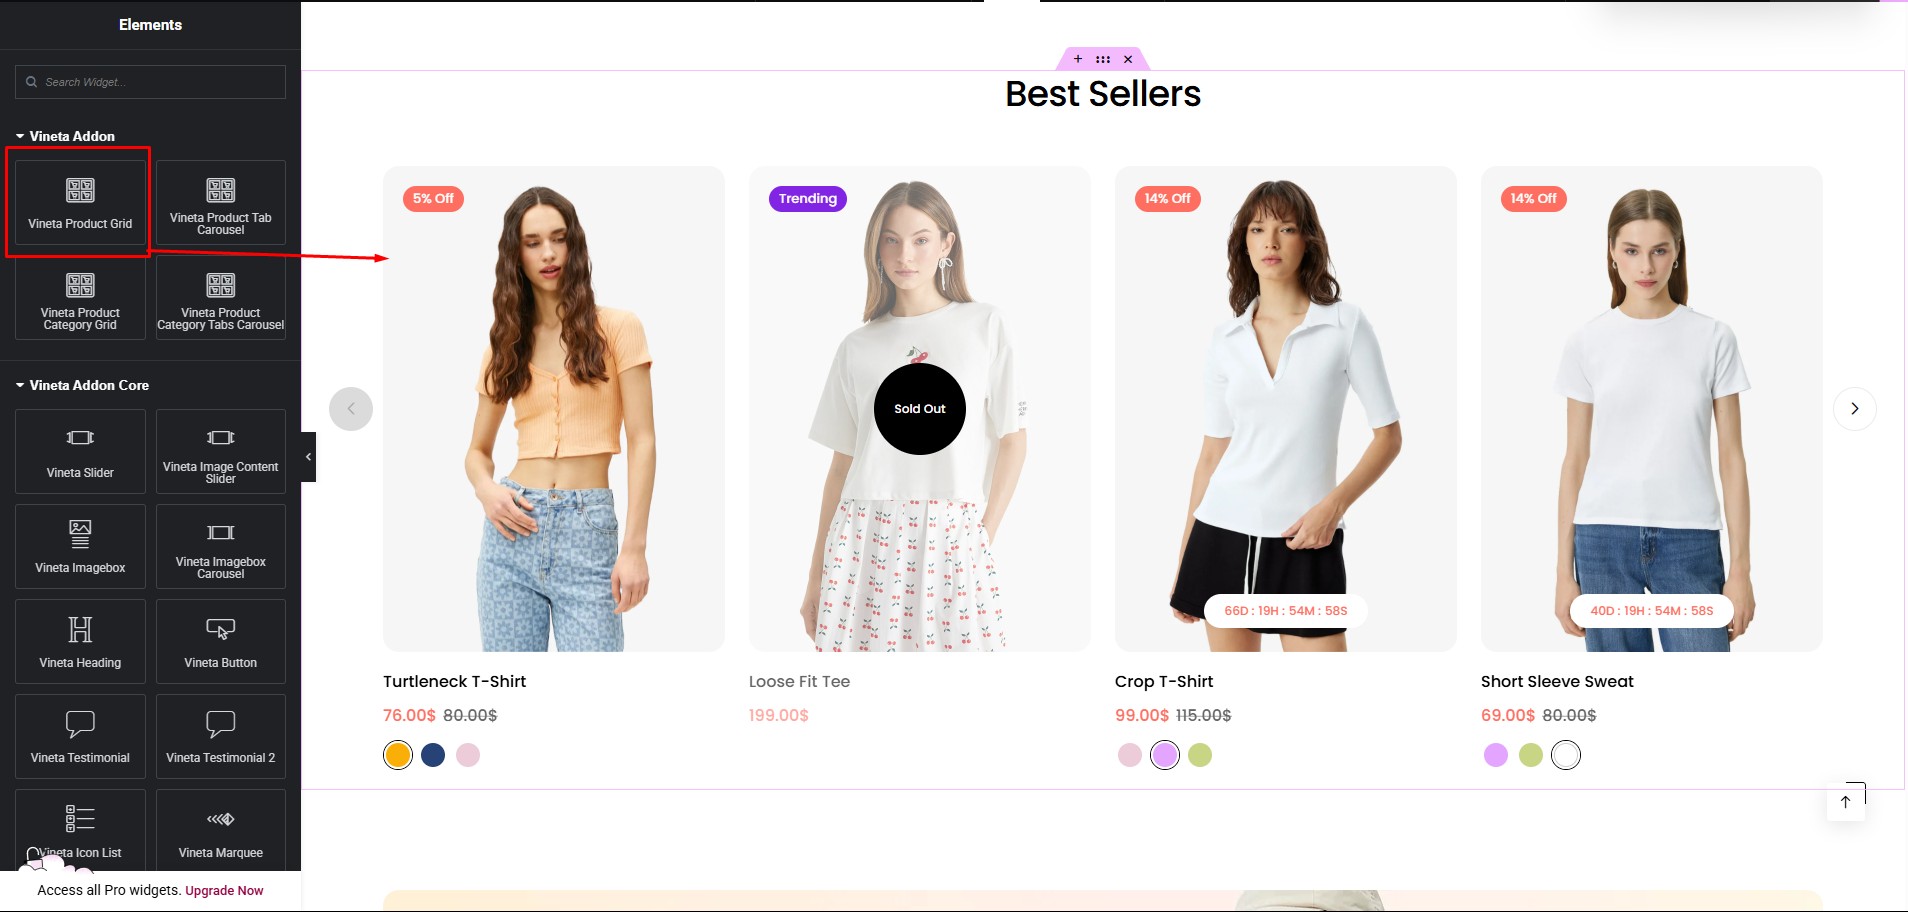 Elements
Search Widget...
Vineta Addon
Vineta Product Grid
Vineta Product Tab
Carousel
Vineta Product
Category Grid
Vineta Product
Category Tabs Carousel
Vineta Addon Core
Vineta Slider
Vineta Image Content
Slider
Vineta Imagebox
Vineta Imagebox
Carousel
Vineta Heading
Vineta Button
Vineta Testimonial
Vineta Testimonial 2
Vineta Icon List
Vineta Marquee
Access all Pro widgets. Upgrade Now
Best Sellers
5% Off
Trending
14% Off
14% Off
Sold Out
66D : 19H : 54M : 58S
40D : 19H : 54M : 58S
Turtleneck T-Shirt
76.00$ 80.00$
Loose Fit Tee
199.00$
Crop T-Shirt
99.00$ 115.00$
Short Sleeve Sweat
69.00$ 80.00$